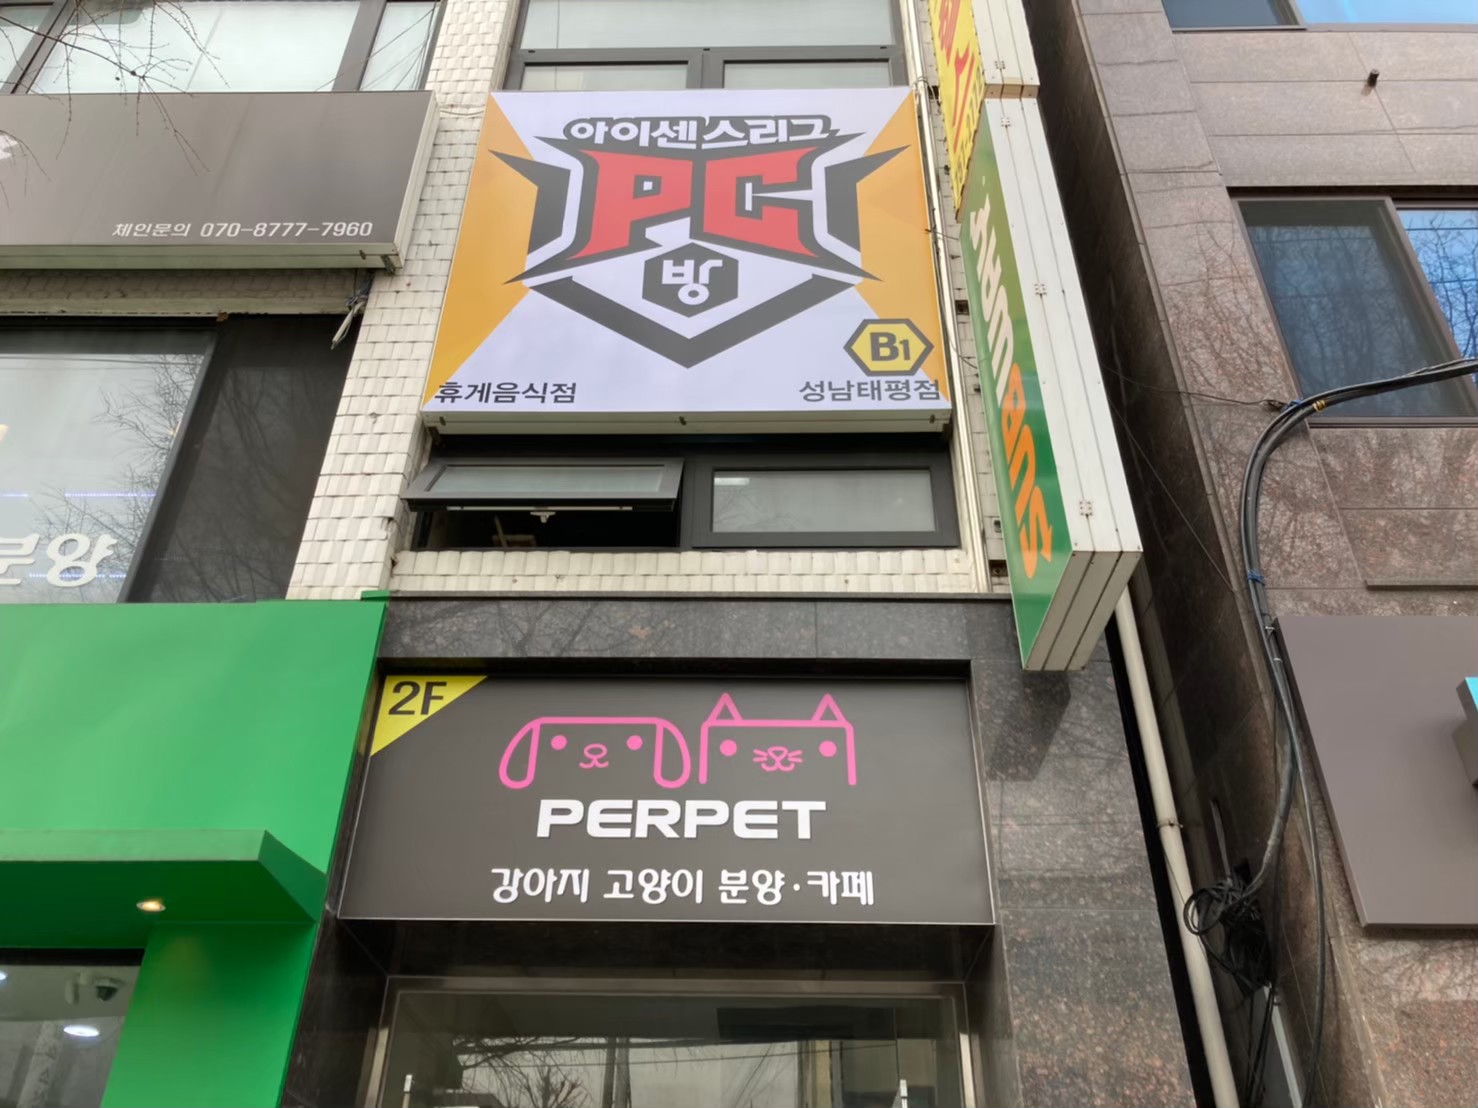 체인문의 070-8777-7960
아이센스리그
PC
방
B1
휴게음식점
성남태평점
분양
2F
PERPET
강아지 고양이 분양·카페